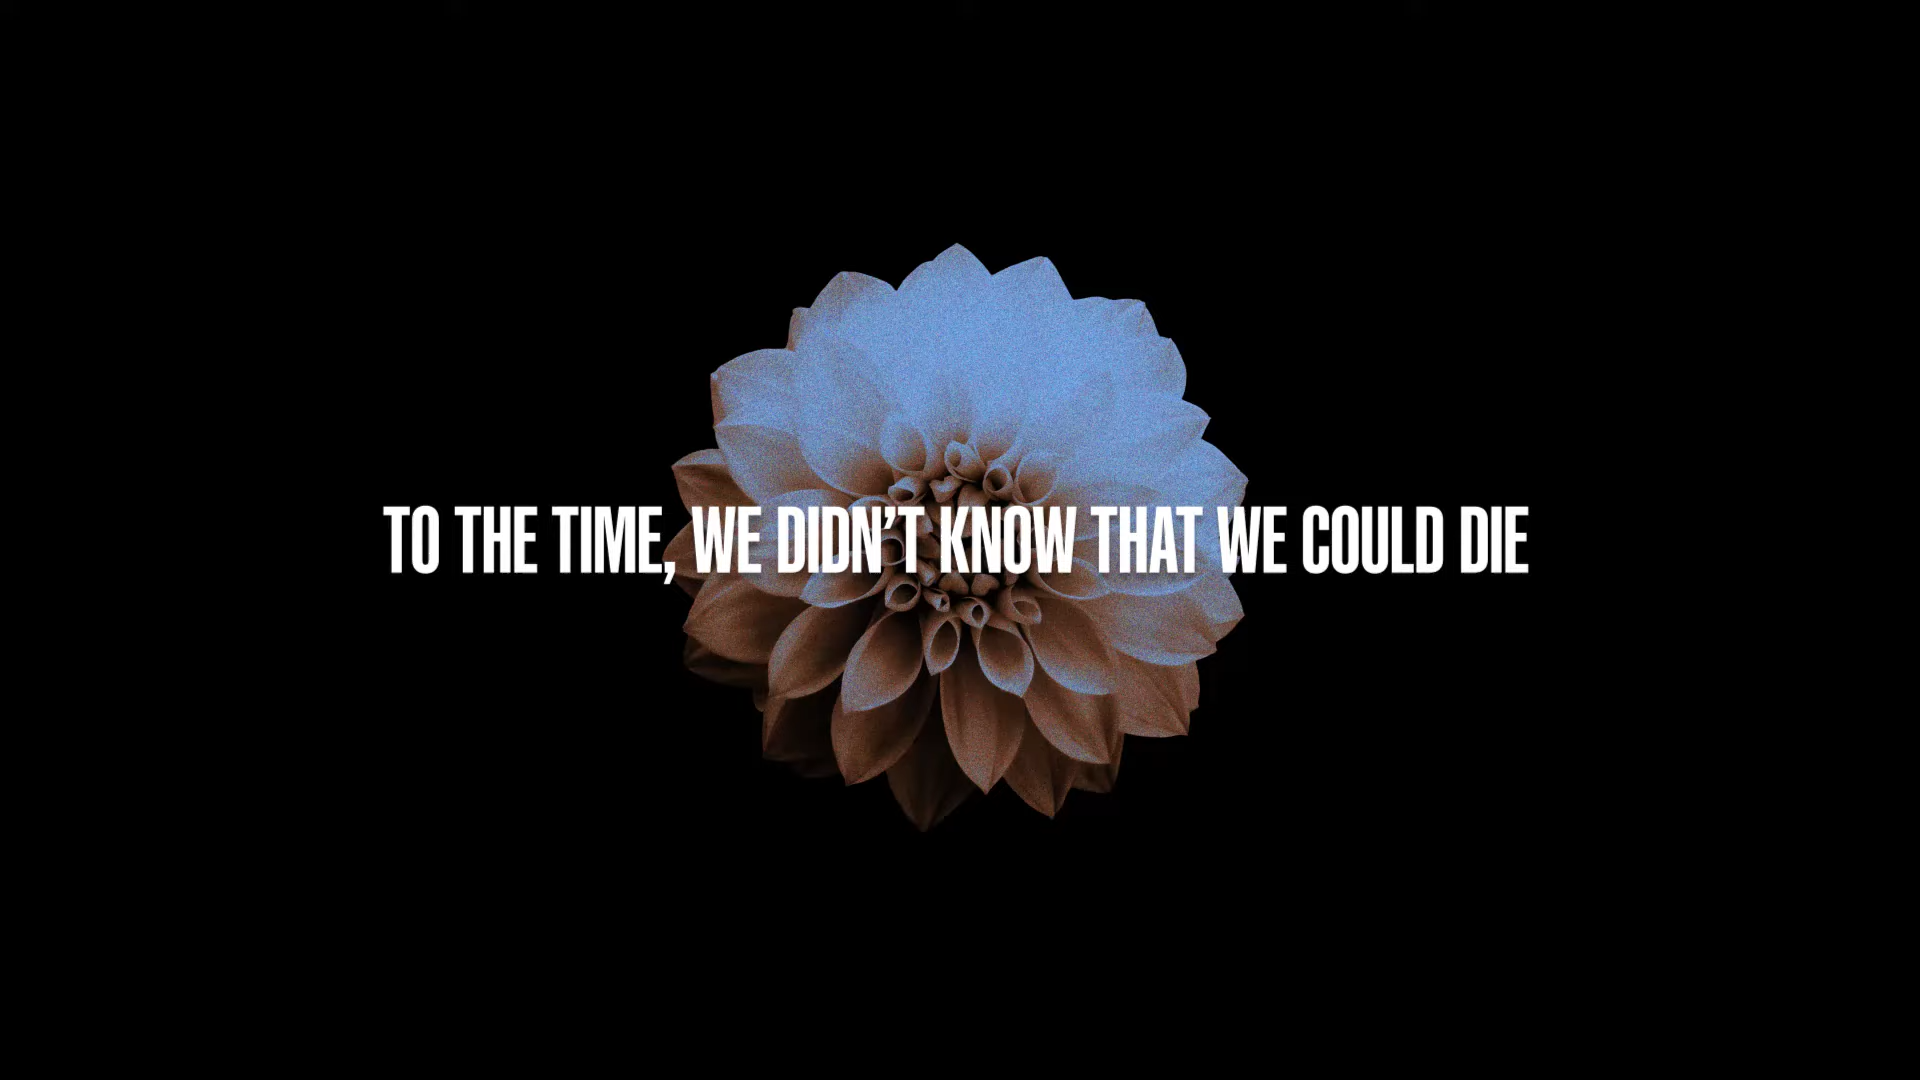 TO THE TIME, WE DIDN’T KNOW THAT WE COULD DIE